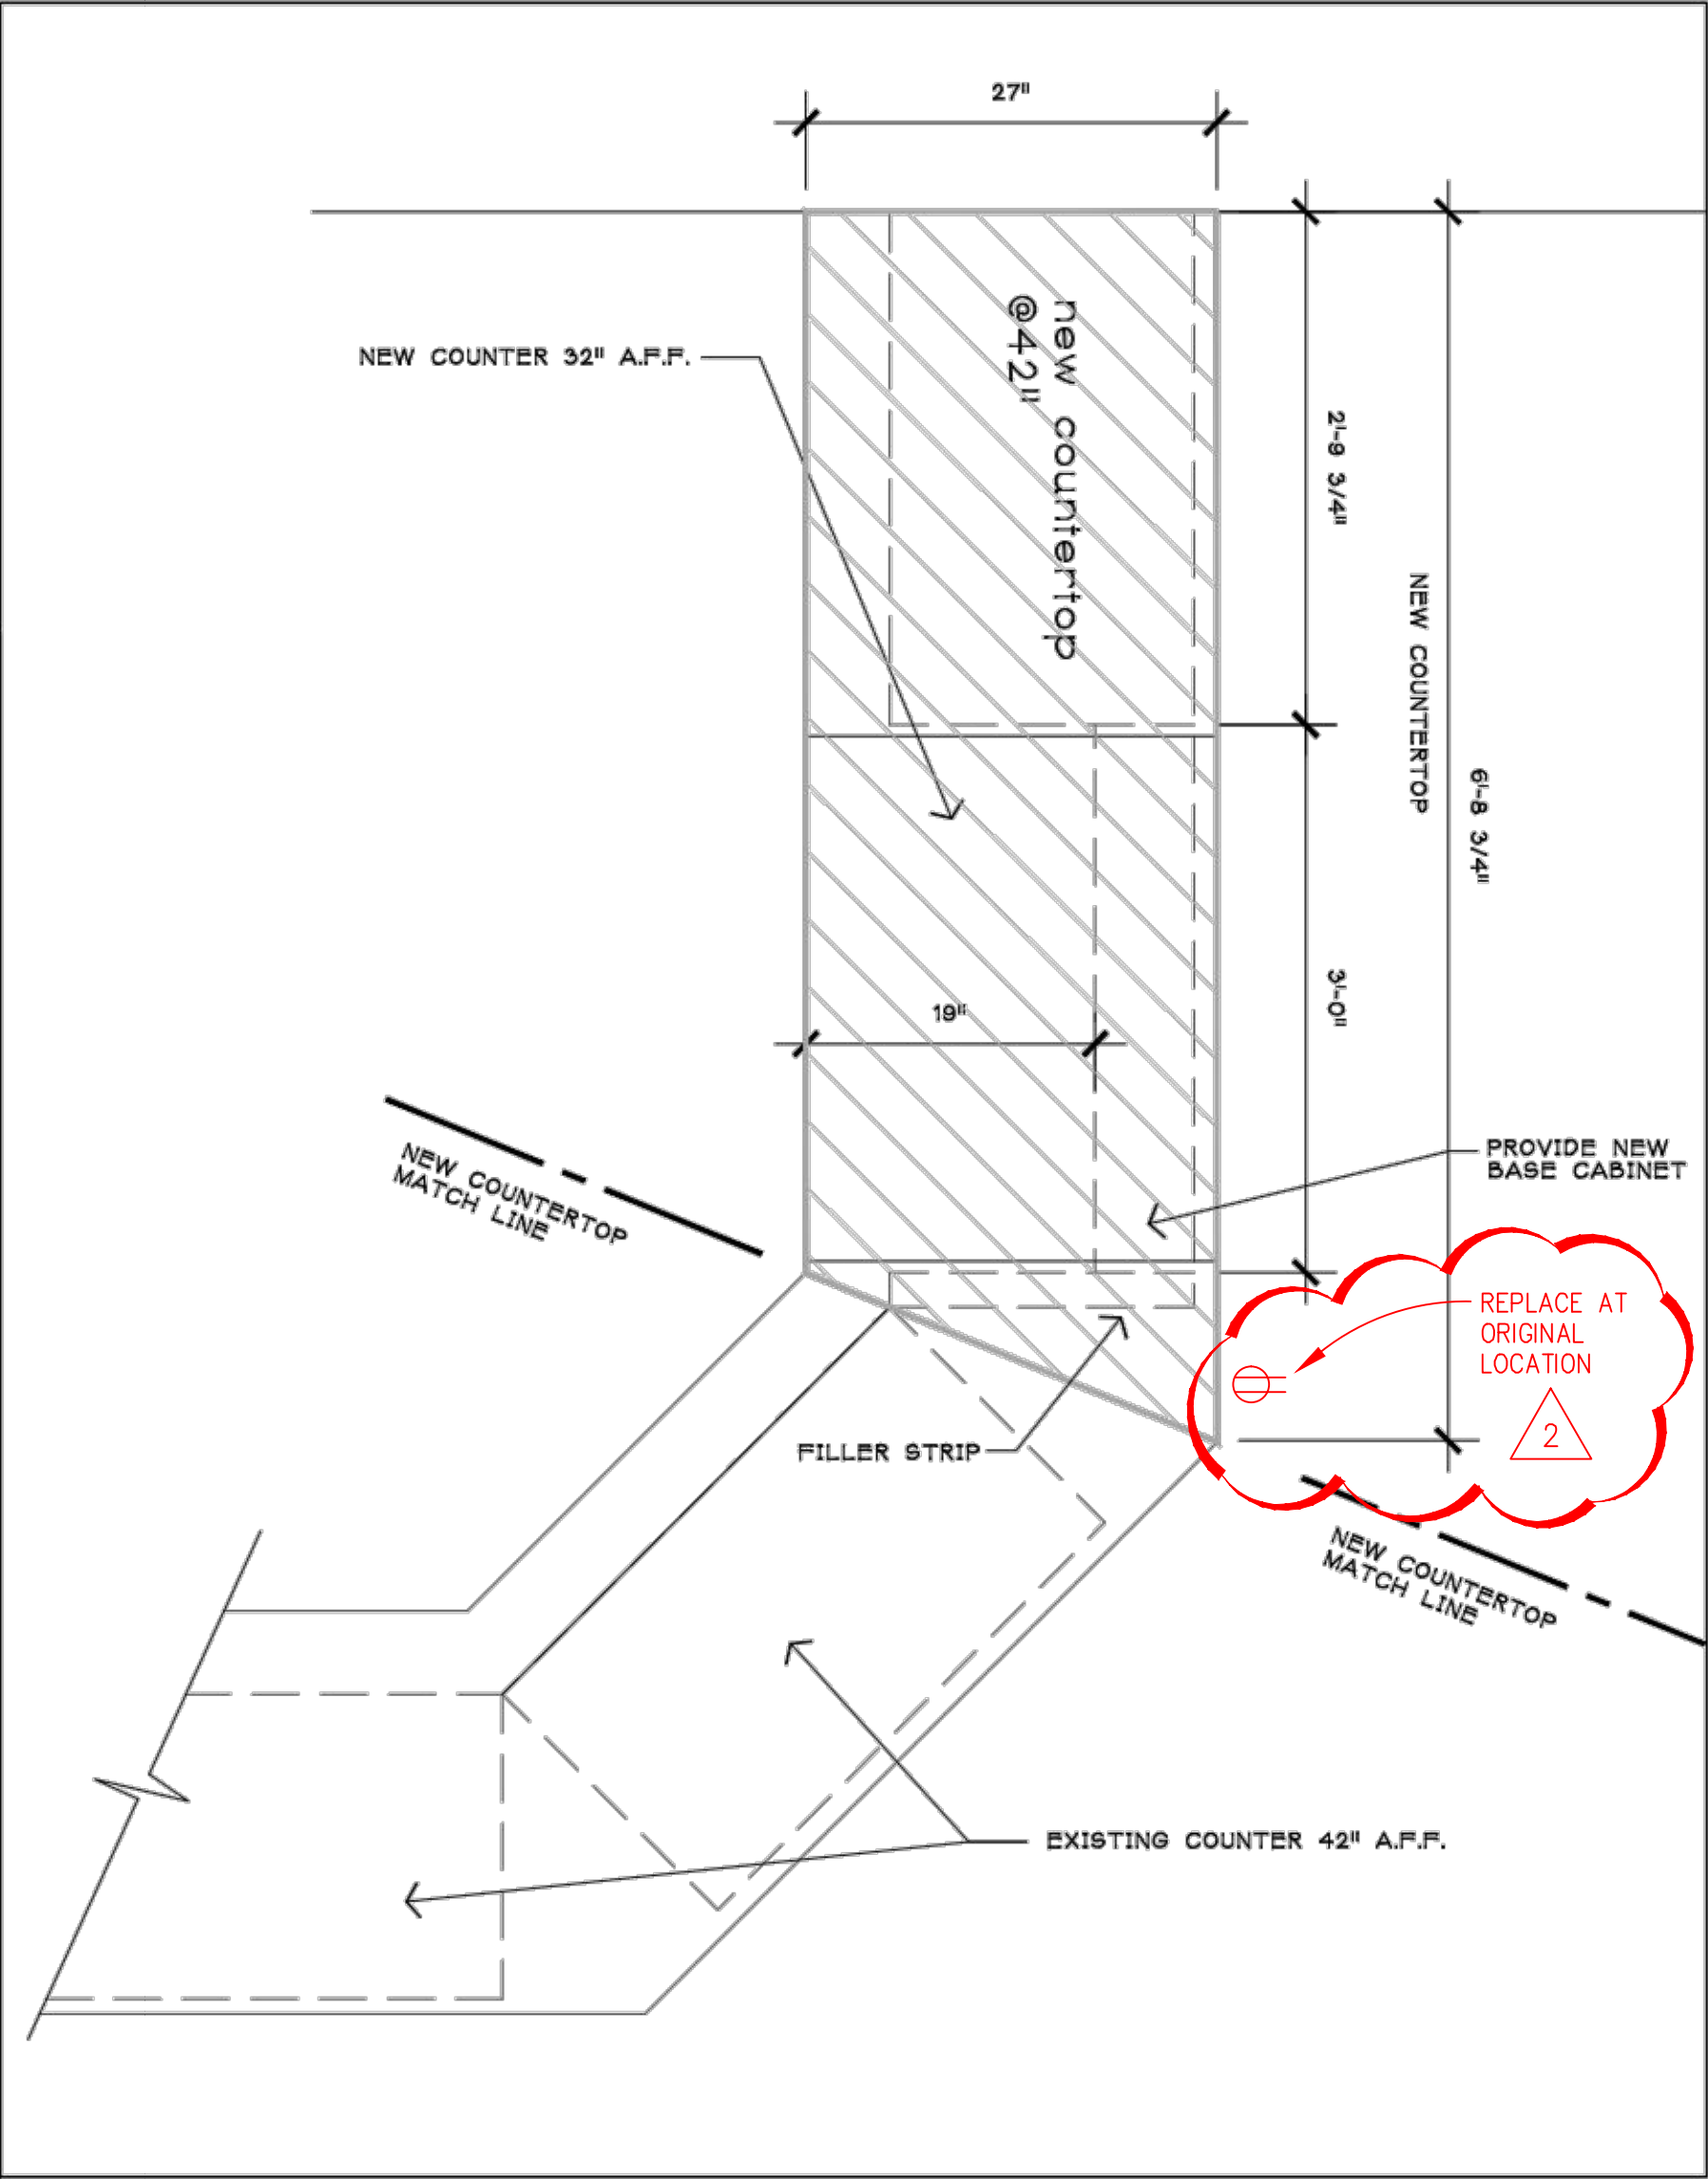 27"
NEW COUNTER 32" A.F.F.
new countertop
@42"
2'-9 3/4"
NEW COUNTERTOP
6'-8 3/4"
3'-0"
19"
NEW COUNTERTOP
MATCH LINE
PROVIDE NEW
BASE CABINET
REPLACE AT
ORIGINAL
LOCATION
2
FILLER STRIP
NEW COUNTERTOP
MATCH LINE
EXISTING COUNTER 42" A.F.F.